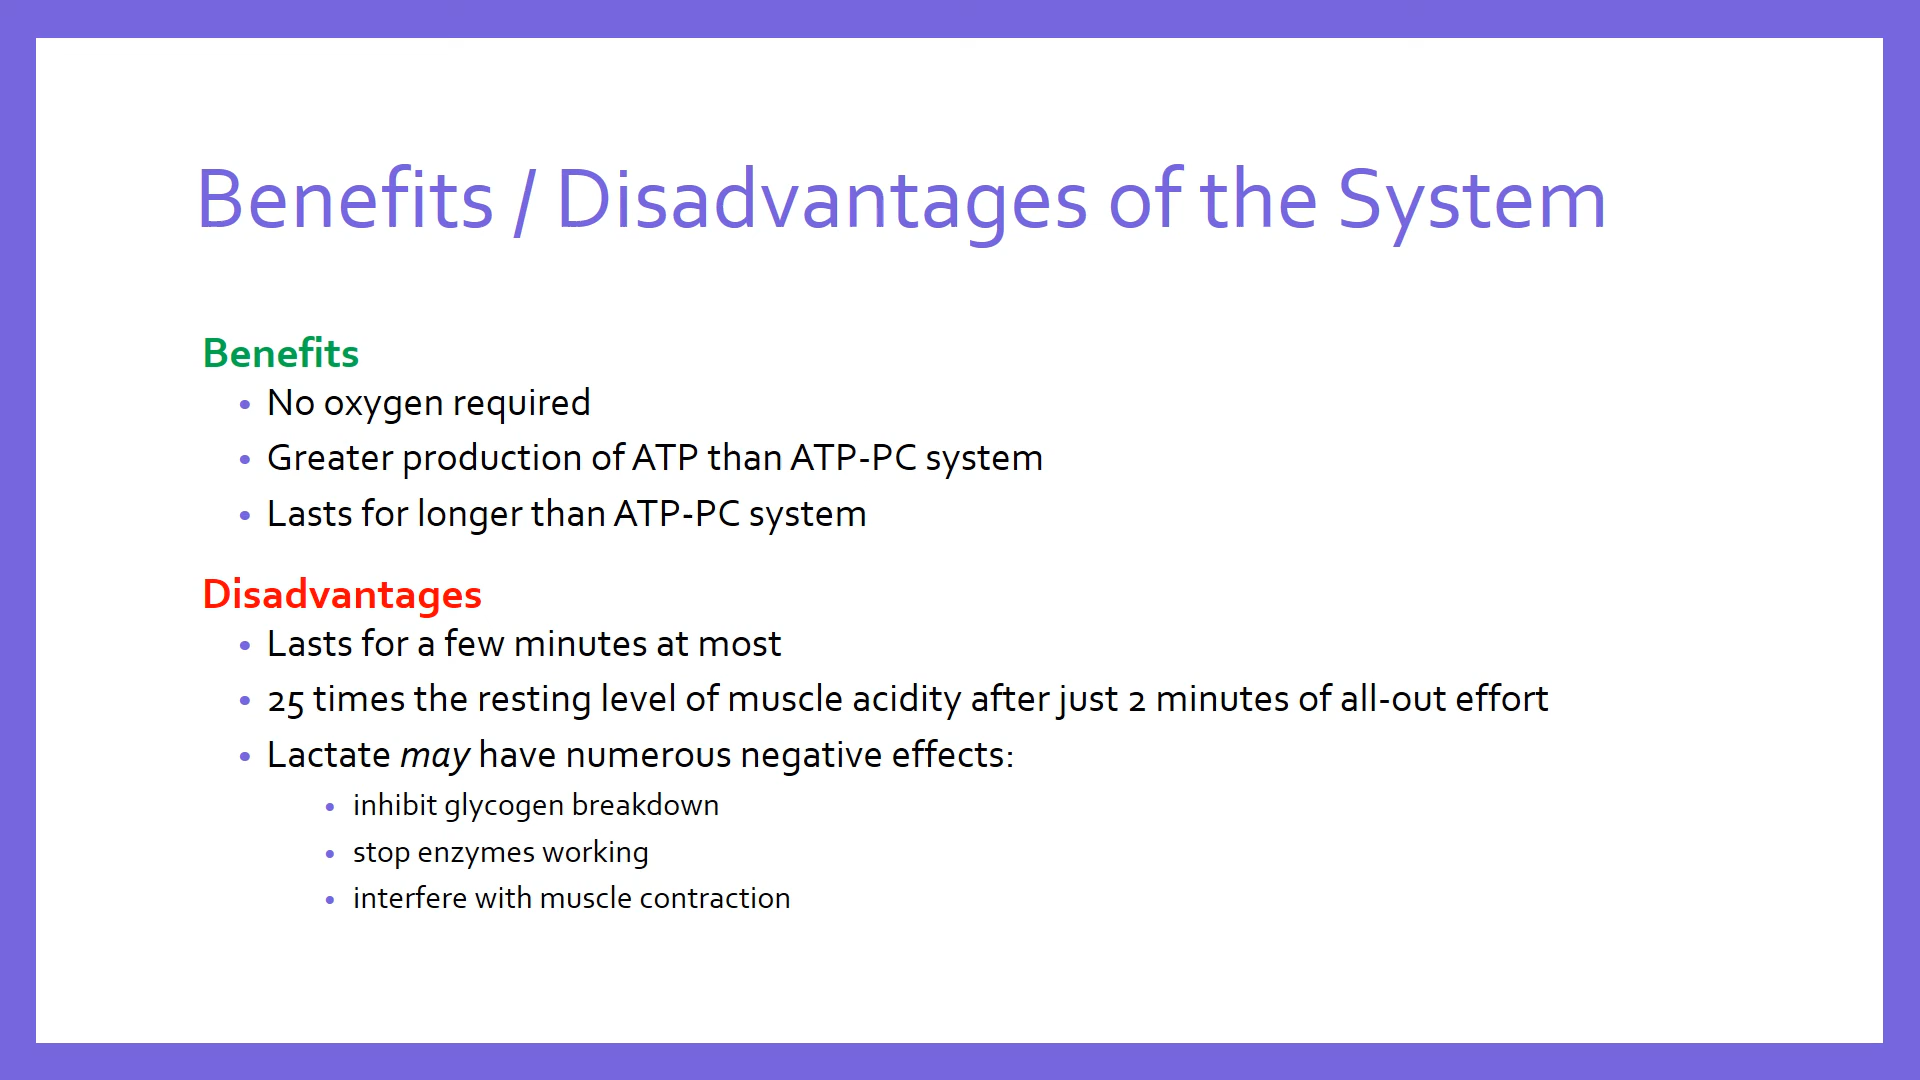 Benefits / Disadvantages of the System
Benefits
• No oxygen required
• Greater production of ATP than ATP-PC system
• Lasts for longer than ATP-PC system
Disadvantages
• Lasts for a few minutes at most
• 25 times the resting level of muscle acidity after just 2 minutes of all-out effort
• Lactate may have numerous negative effects:
• inhibit glycogen breakdown
• stop enzymes working
• interfere with muscle contraction